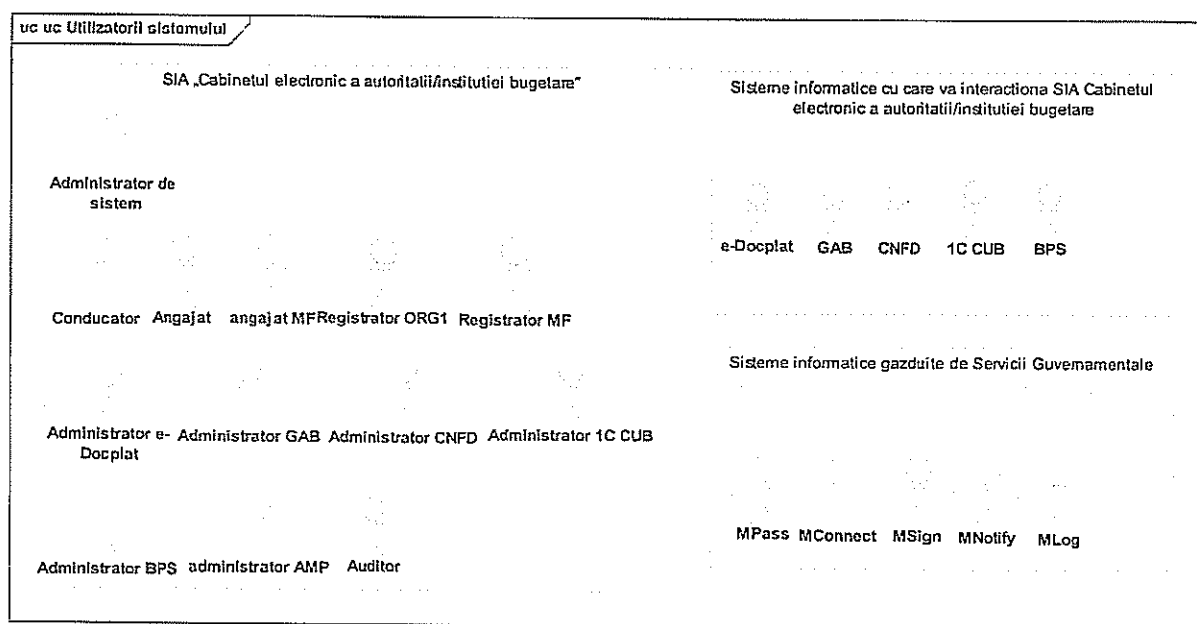 uc uc Utilizatorii sistemului
SIA „Cabinetul electronic a autoritatii/institutiei bugetare”
Administrator de
sistem
Conducator Angajat angajat MF Registrator ORG1 Registrator MF
Administrator e- Administrator GAB Administrator CNFD Administrator 1C CUB
Docplat
Administrator BPS administrator AMP Auditor
Sisteme informatice cu care va interactiona SIA Cabinetul
electronic a autoritatii/institutiei bugetare
e-Docplat GAB CNFD 1C CUB BPS
Sisteme informatice gazduite de Servicii Guvernamentale
MPass MConnect MSign MNotify MLog